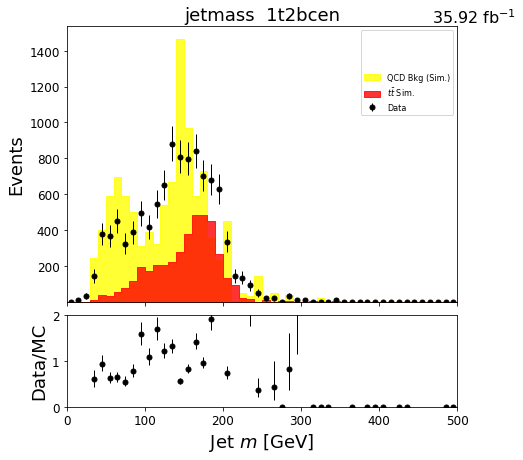 jetmass 1t2bcen
35.92 fb⁻¹
1400
1200
1000
800
600
400
200
Events
QCD Bkg (Sim.)
tt̄ Sim.
Data
2
1
0
Data/MC
0 100 200 300 400 500
Jet m [GeV]